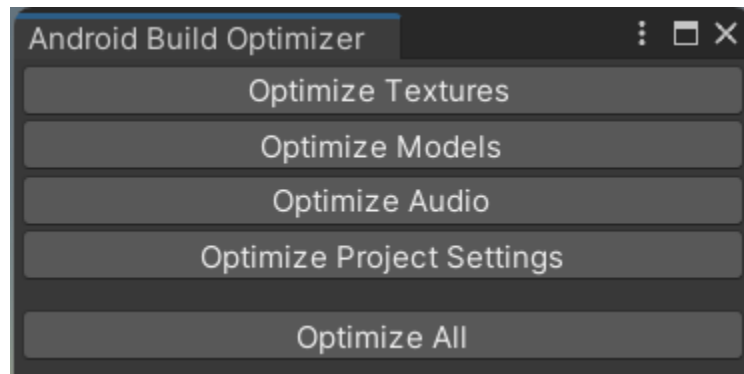 Android Build Optimizer
Optimize Textures
Optimize Models
Optimize Audio
Optimize Project Settings
Optimize All